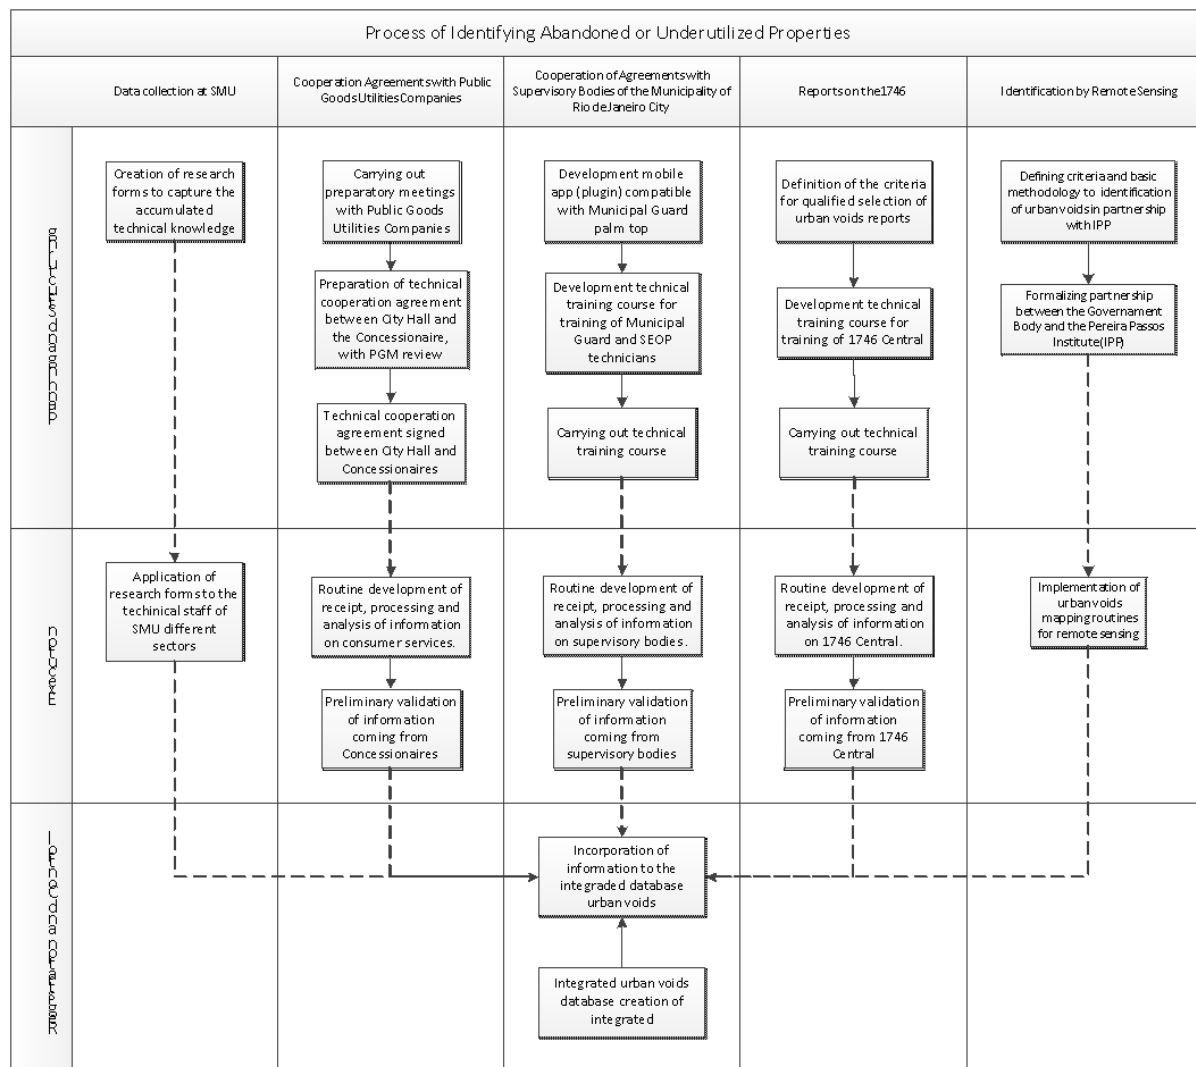 Process of Identifying Abandoned or Underutilized Properties
Data collection at SMU
Cooperation Agreements with Public
Goods Utilities Companies
Cooperation of Agreements with
Supervisory Bodies of the Municipality of
Rio de Janeiro City
Reports on the 1746
Identification by Remote Sensing
Creation of research
forms to capture the
accumulated
technical knowledge
Carrying out
preparatory meetings
with Public Goods
Utilities Companies
Development mobile
app (plugin) compatible
with Municipal Guard
palm top
Definition of the criteria
for qualified selection of
urban voids reports
Defining criteria and basic
methodology to identification
of urban voids in partnership
with IPP
Preparation of technical
cooperation agreement
between City Hall and
the Concessionaire,
with PGM review
Development technical
training course for
training of Municipal
Guard and SEOP
technicians
Development technical
training course for
training of 1746 Central
Formalizing partnership
between the Governament
Body and the Pereira Passos
Institute(IPP)
Technical cooperation
agreement signed
between City Hall and
Concessionaires
Carrying out technical
training course
Carrying out technical
training course
Execution
Application of
research forms to the
techinical staff of
SMU different
sectors
Routine development of
receipt, processing and
analysis of information
on consumer services.
Routine development of
receipt, processing and
analysis of information
on supervisory bodies.
Routine development of
receipt, processing and
analysis of information
on 1746 Central.
Implementation of
urban voids
mapping routines
for remote sensing
Preliminary validation
of information
coming from
Concessionaires
Preliminary validation
of information
coming from
supervisory bodies
Preliminary validation
of information
coming from 1746
Central
Incorporation of
information to the
integraded database
urban voids
Integrated urban voids
database creation of
integrated